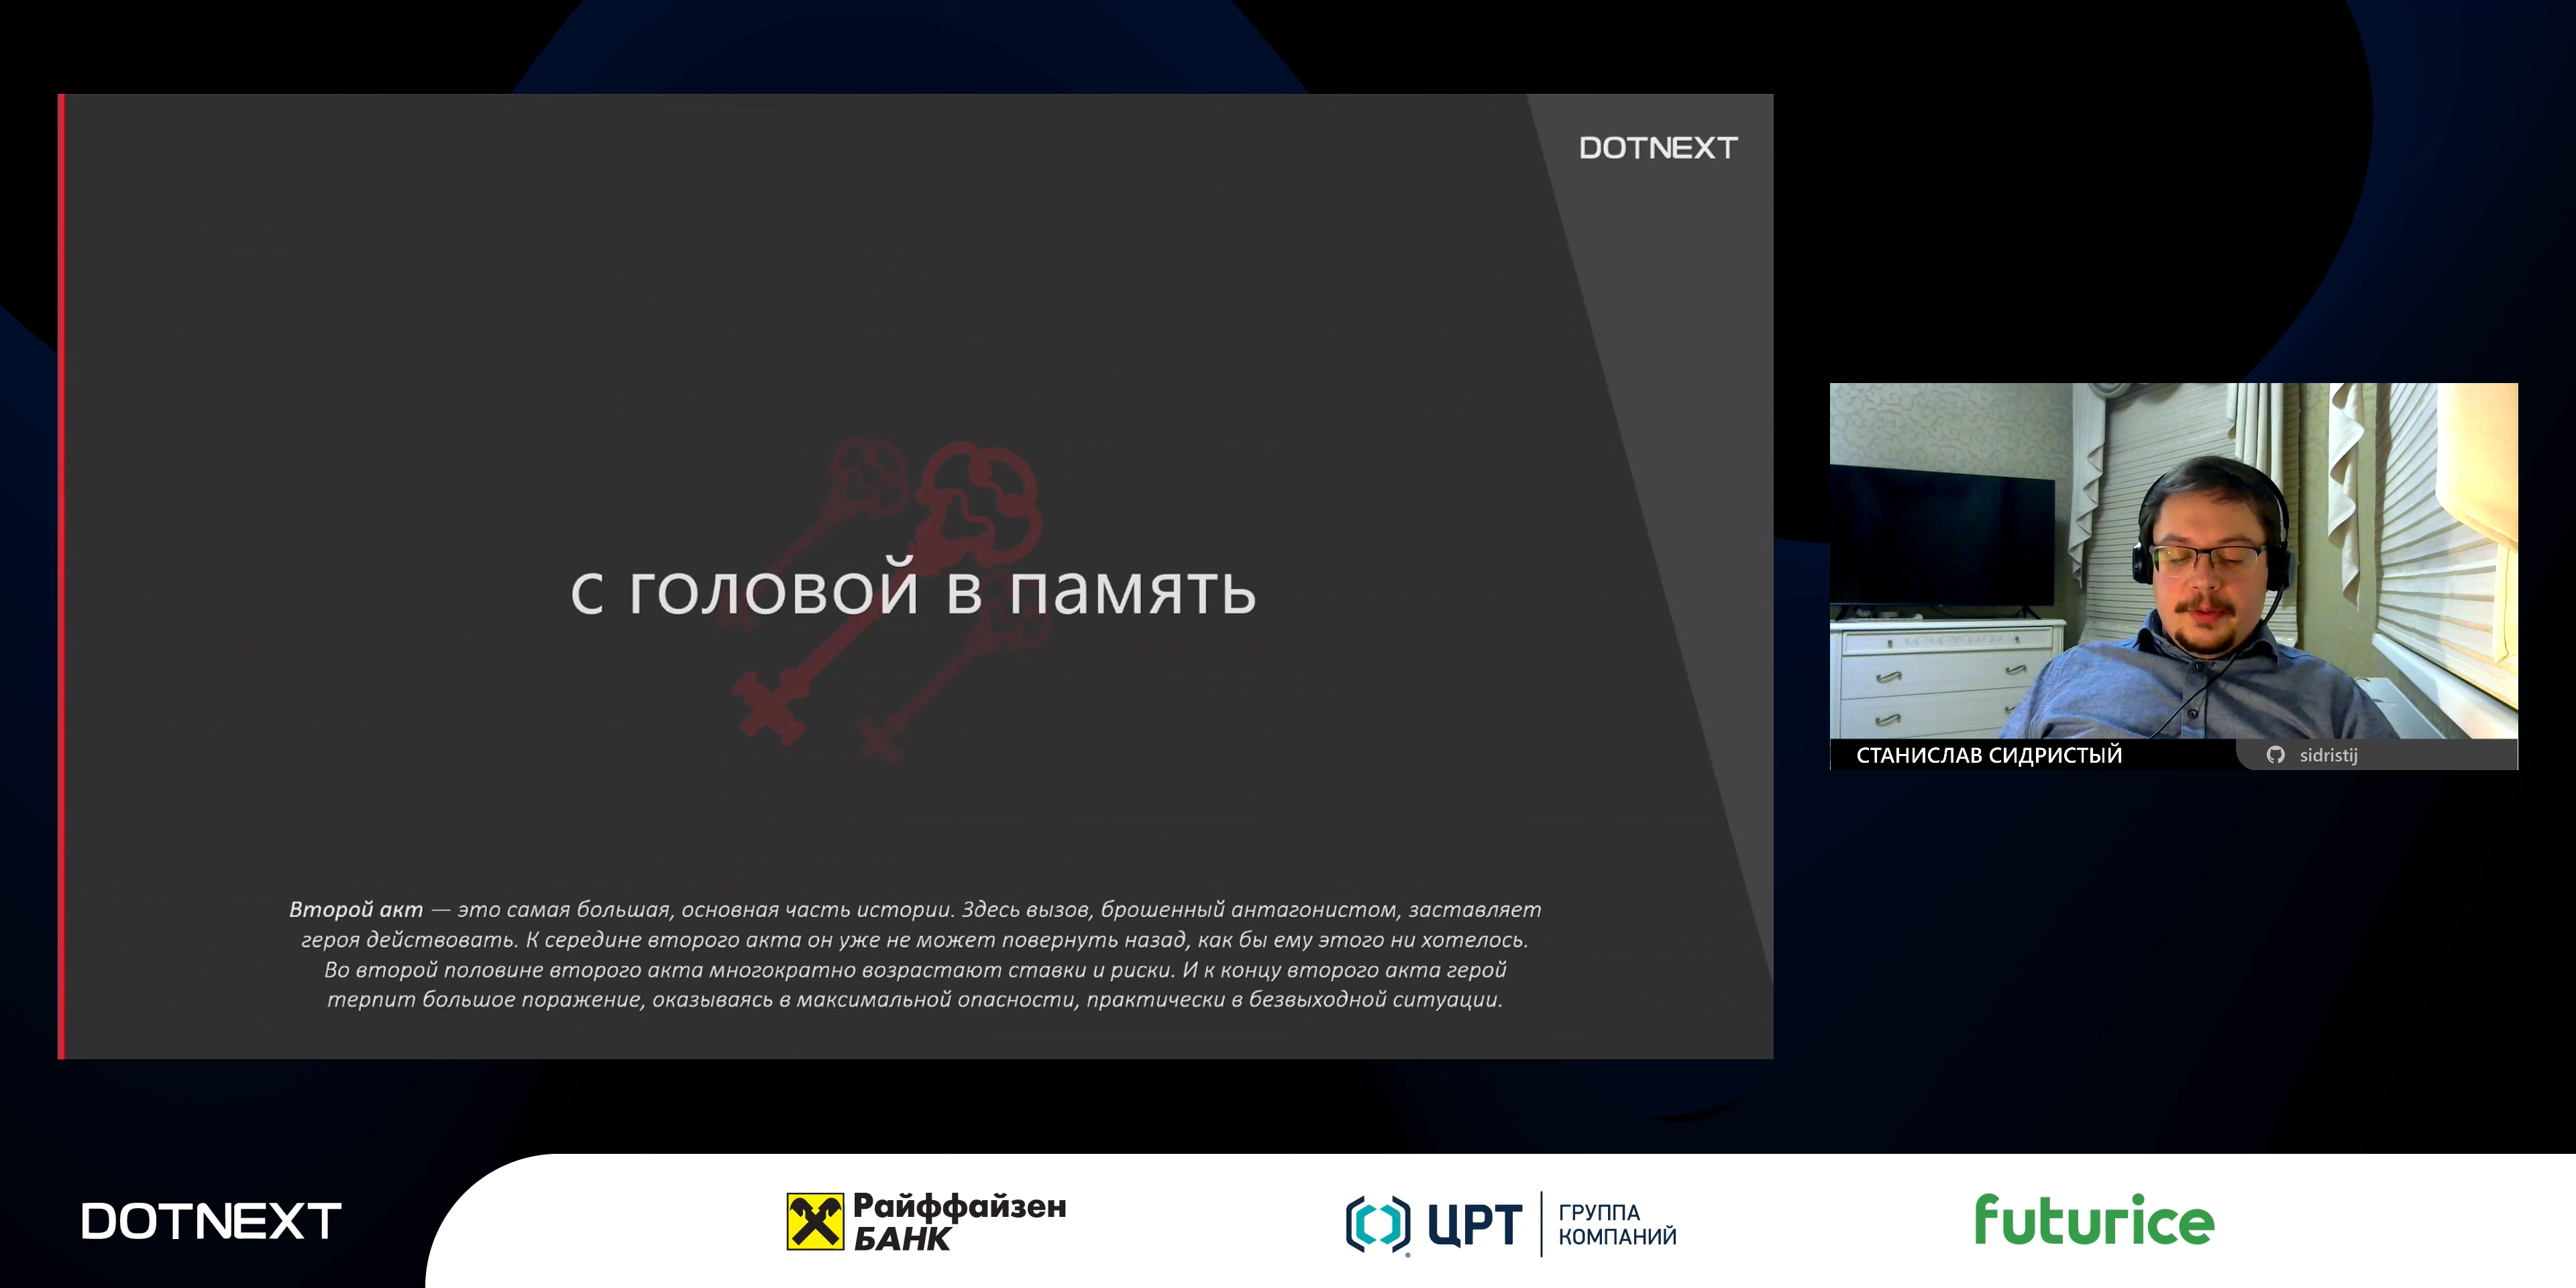 DOTNEXT
с головой в память
Второй акт — это самая большая, основная часть истории. Здесь вызов, брошенный антагонистом, заставляет
героя действовать. К середине второго акта он уже не может повернуть назад, как бы ему этого ни хотелось.
Во второй половине второго акта многократно возрастают ставки и риски. И к концу второго акта герой
терпит большое поражение, оказываясь в максимальной опасности, практически в безвыходной ситуации.
СТАНИСЛАВ СИДРИСТЫЙ
sidristij
DOTNEXT
Райффайзен
БАНК
ЦРТ
ГРУППА
КОМПАНИЙ
futurice